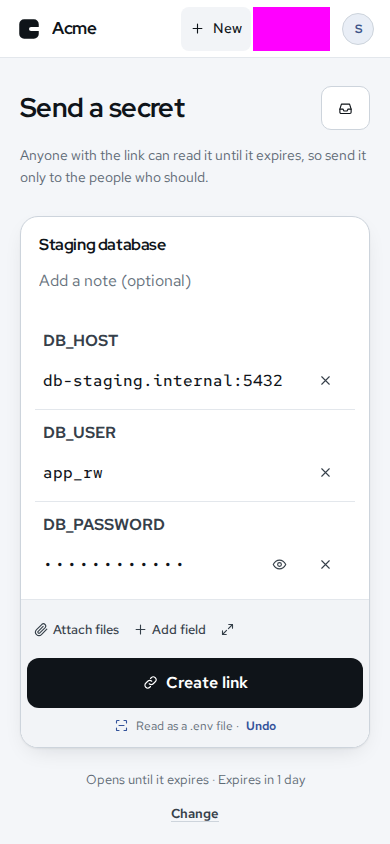 Acme
New
S
Send a secret
Anyone with the link can read it until it expires, so send it
only to the people who should.
Staging database
Add a note (optional)
DB_HOST
db-staging.internal:5432
DB_USER
app_rw
DB_PASSWORD
••••••••••••
Attach files
Add field
Create link
Read as a .env file · Undo
Opens until it expires · Expires in 1 day
Change